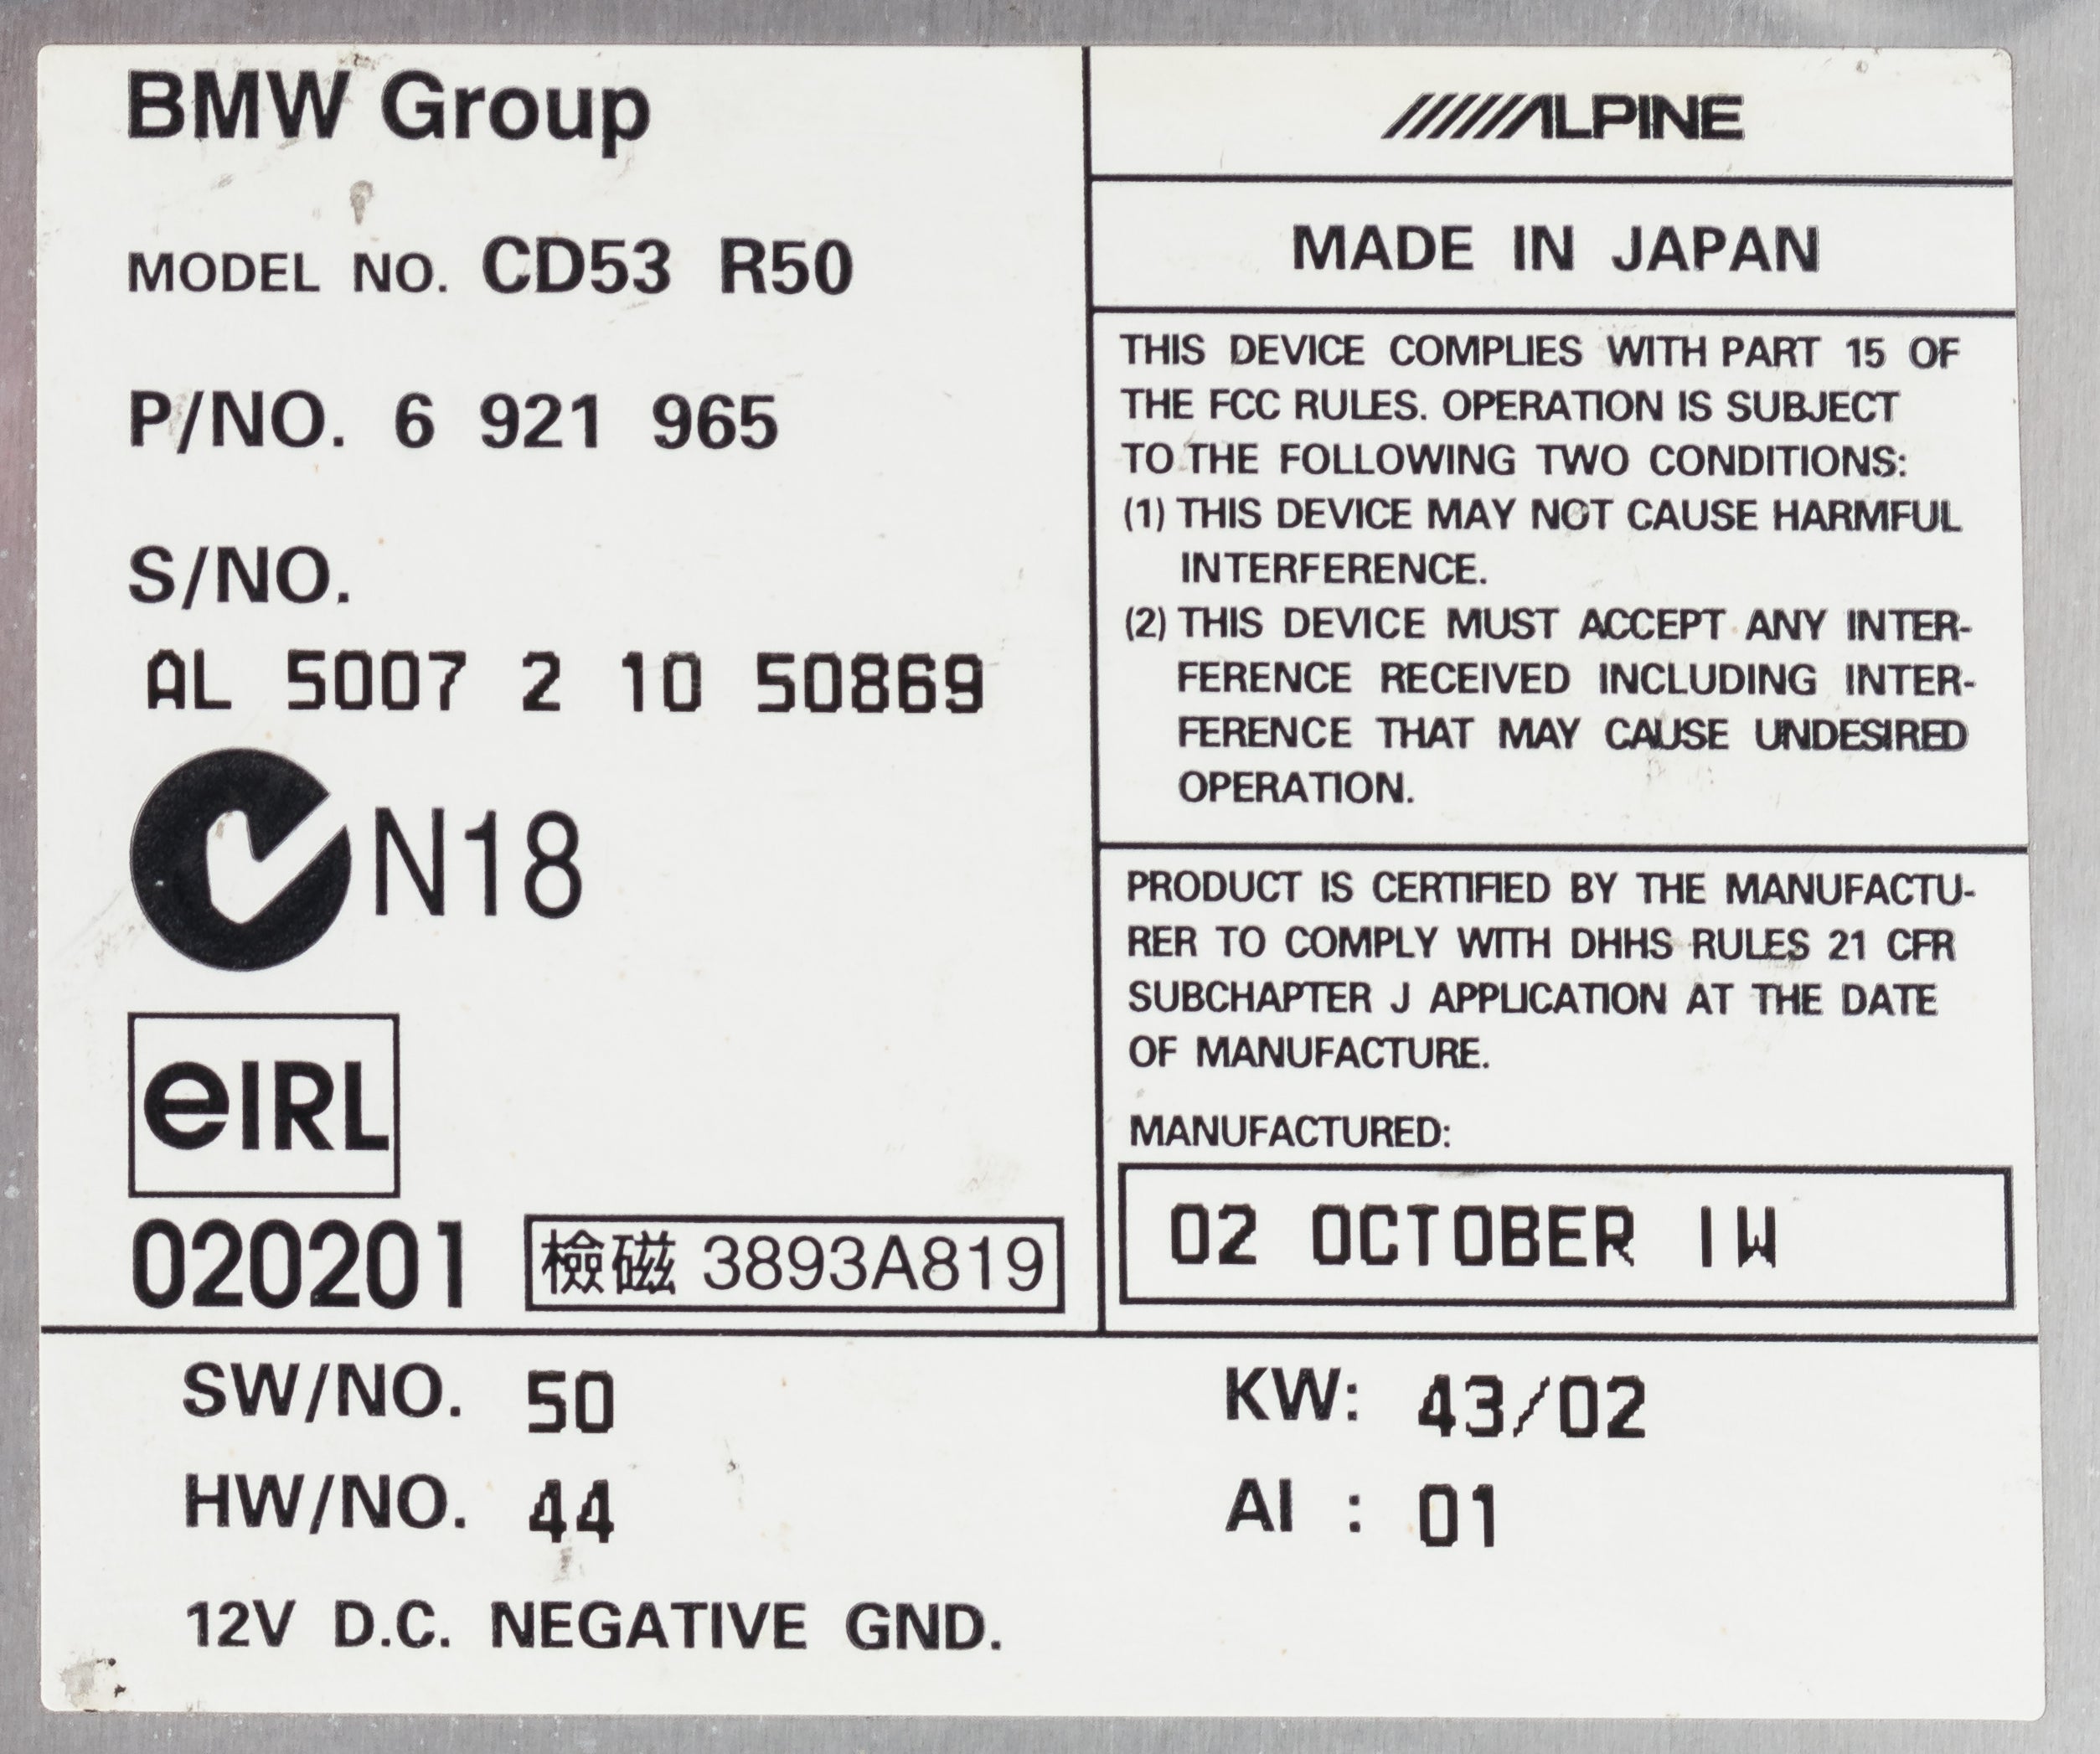 BMW Group
MODEL NO. CD53 R50
P/NO. 6 921 965
S/NO.
AL 5007 2 10 50869
N18
eIRL
020201
檢磁 3893A819
ALPINE
MADE IN JAPAN
THIS DEVICE COMPLIES WITH PART 15 OF
THE FCC RULES. OPERATION IS SUBJECT
TO THE FOLLOWING TWO CONDITIONS:
(1) THIS DEVICE MAY NOT CAUSE HARMFUL
INTERFERENCE.
(2) THIS DEVICE MUST ACCEPT ANY INTER-
FERENCE RECEIVED INCLUDING INTER-
FERENCE THAT MAY CAUSE UNDESIRED
OPERATION.
PRODUCT IS CERTIFIED BY THE MANUFACTU-
RER TO COMPLY WITH DHHS RULES 21 CFR
SUBCHAPTER J APPLICATION AT THE DATE
OF MANUFACTURE.
MANUFACTURED:
02 OCTOBER IW
SW/NO. 50
HW/NO. 44
12V D.C. NEGATIVE GND.
KW: 43/02
AI : 01